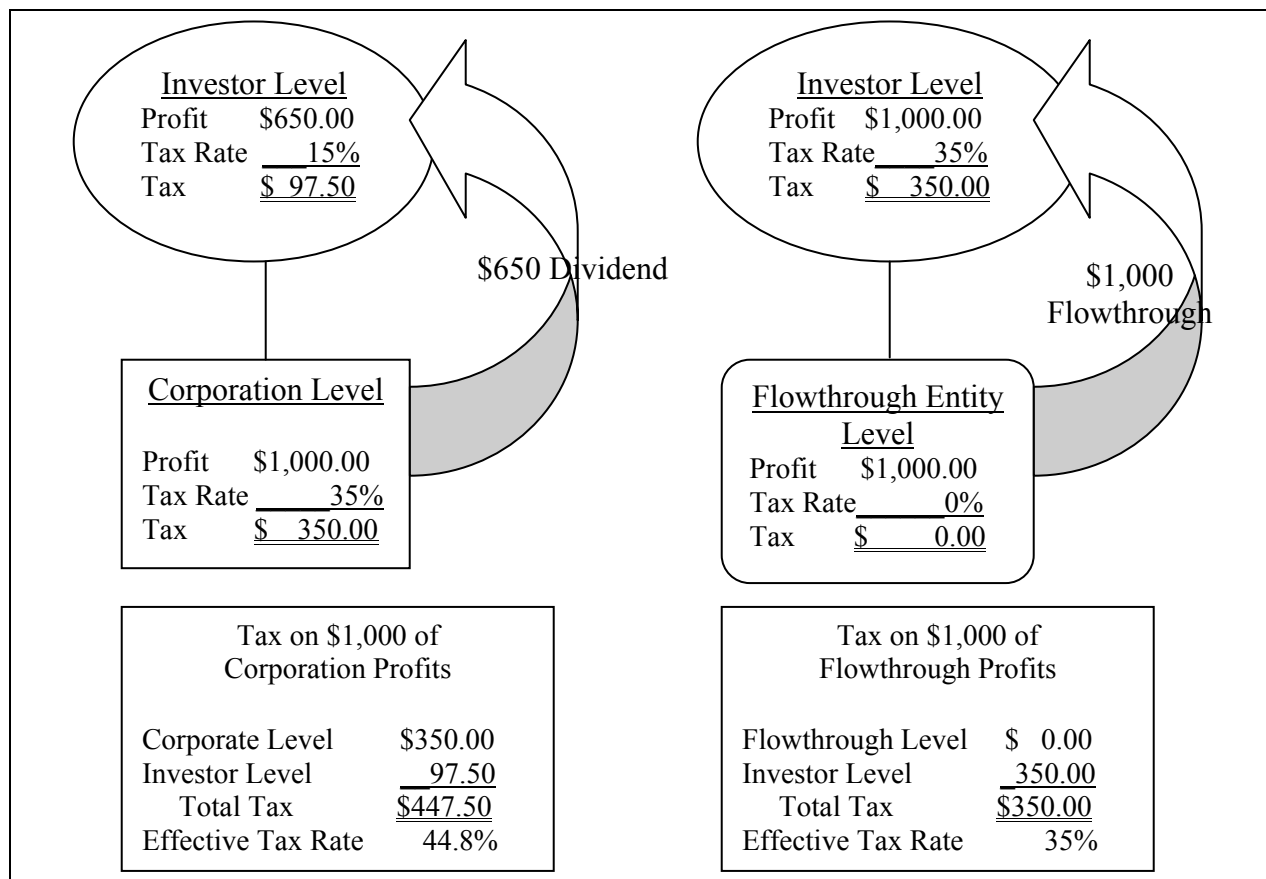 Investor Level
Profit $650.00
Tax Rate 15%
Tax $ 97.50
$650 Dividend
Corporation Level
Profit $1,000.00
Tax Rate 35%
Tax $ 350.00
Tax on $1,000 of
Corporation Profits
Corporate Level $350.00
Investor Level 97.50
Total Tax $447.50
Effective Tax Rate 44.8%
Investor Level
Profit $1,000.00
Tax Rate 35%
Tax $ 350.00
$1,000
Flowthrough
Flowthrough Entity
Level
Profit $1,000.00
Tax Rate 0%
Tax $ 0.00
Tax on $1,000 of
Flowthrough Profits
Flowthrough Level $ 0.00
Investor Level 350.00
Total Tax $350.00
Effective Tax Rate 35%